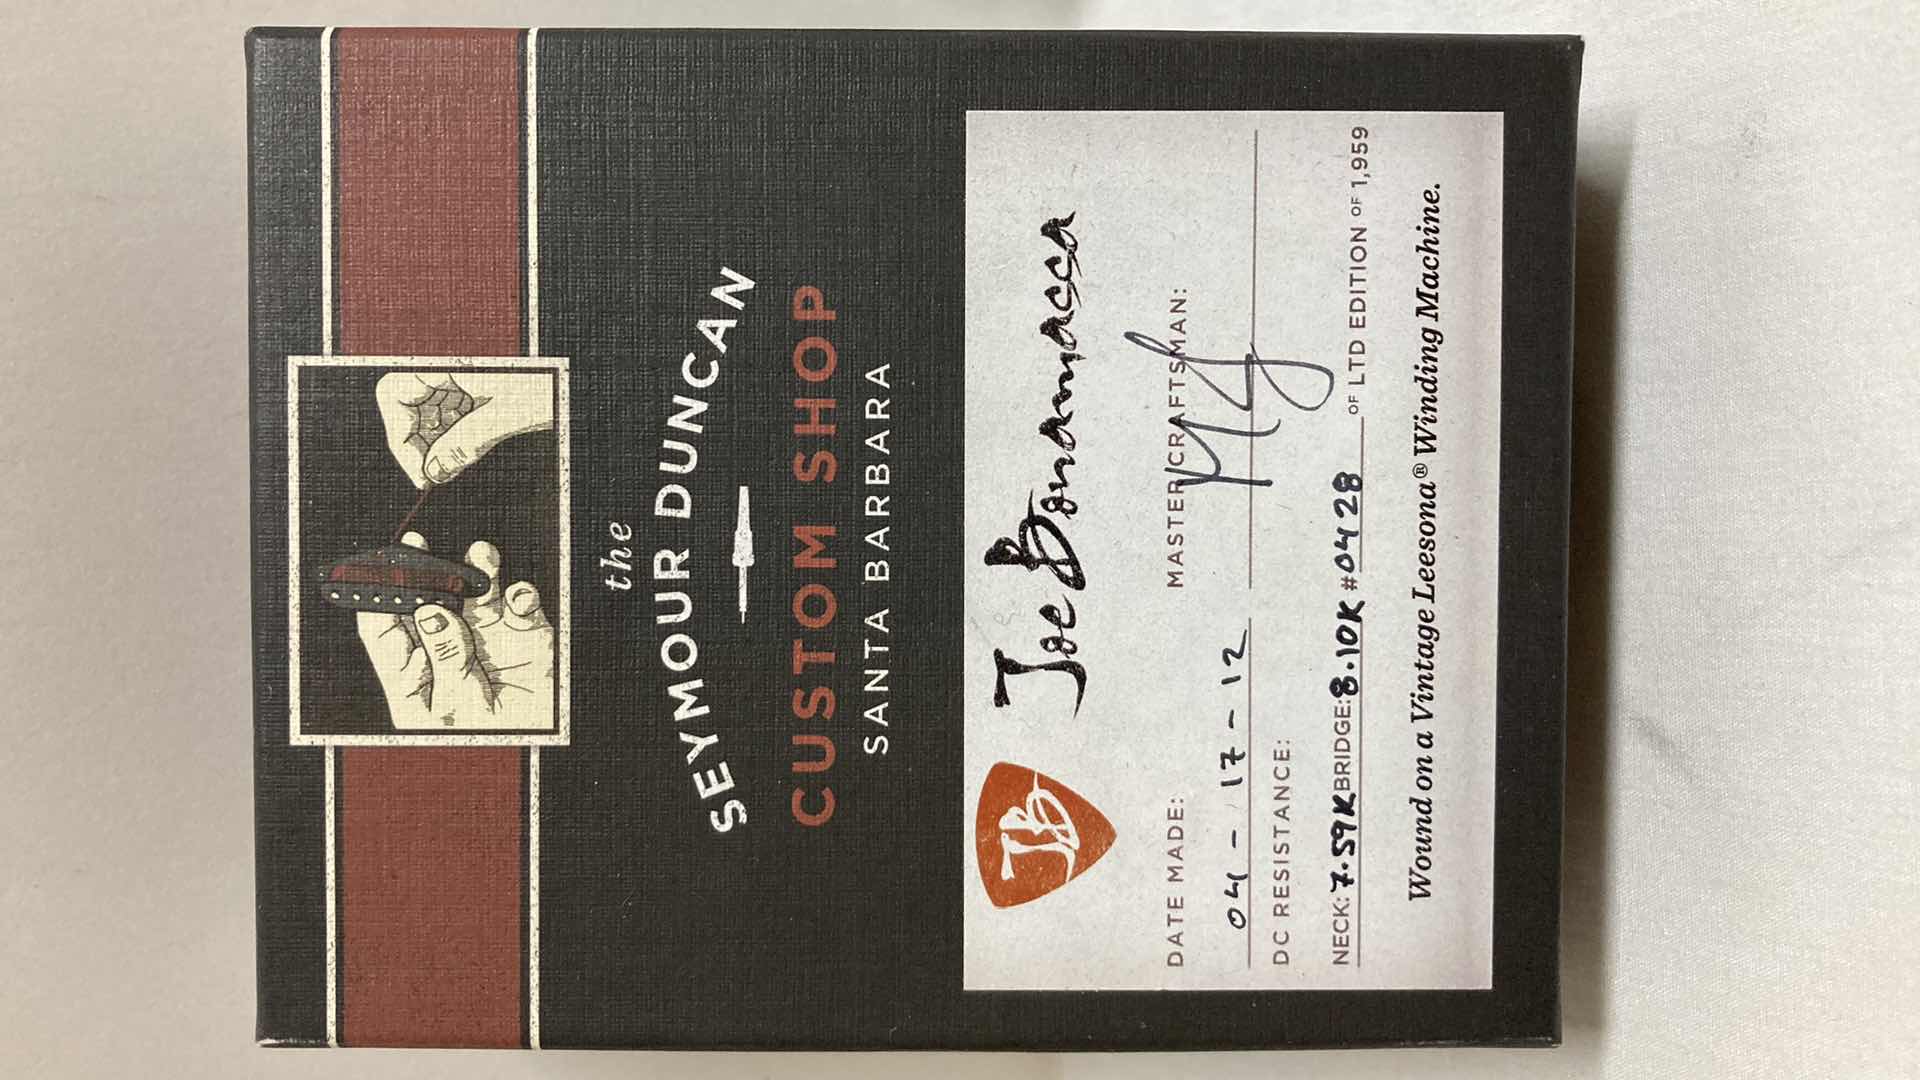 the
SEYMOUR DUNCAN
CUSTOM SHOP
SANTA BARBARA
JB Joe Bonamassa
DATE MADE: MASTER CRAFTSMAN:
04-17-12
DC RESISTANCE:
NECK: 7.59K BRIDGE: 8.10K #0428 OF LTD EDITION OF 1,959
Wound on a Vintage Leesona® Winding Machine.